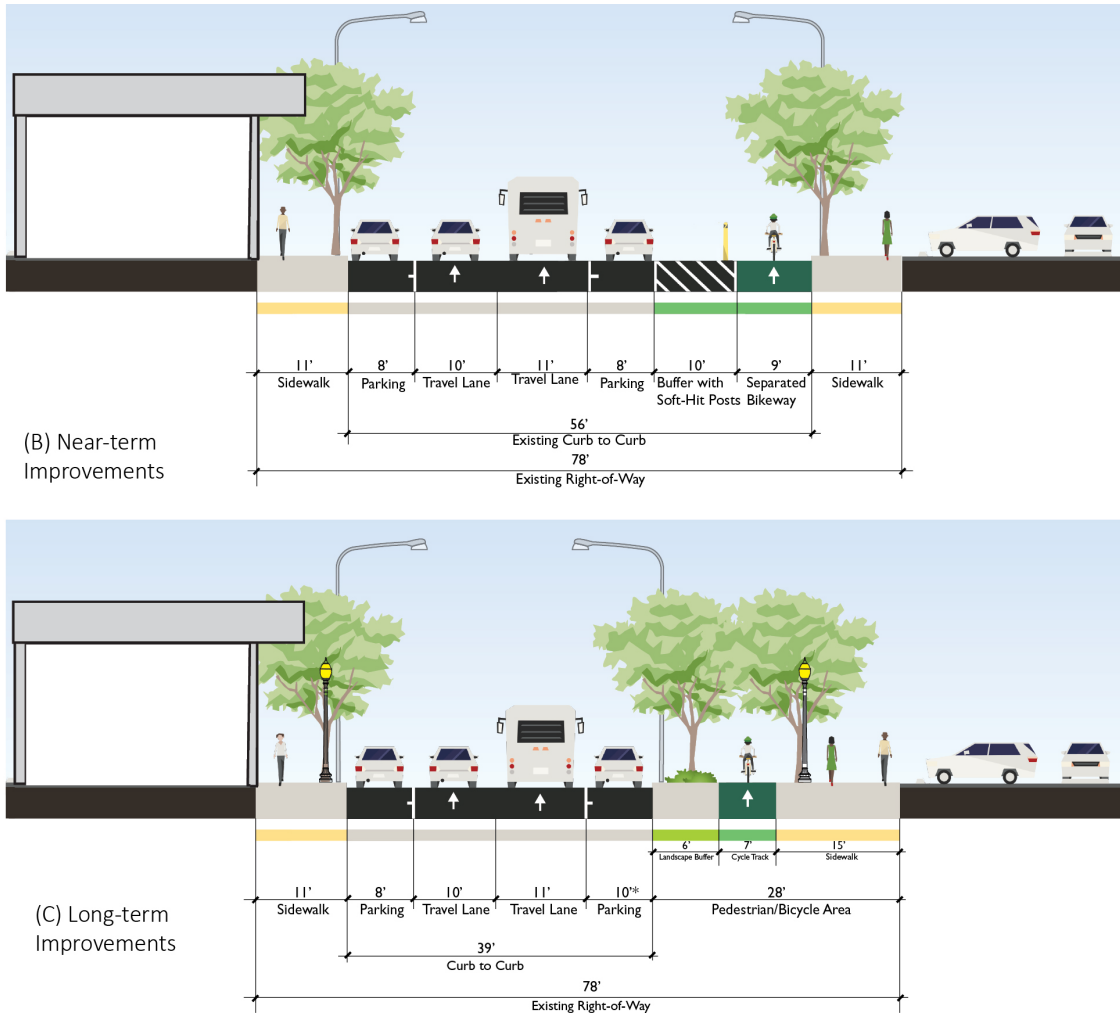 11’ 8’ 10’ 11’ 8’ 10’ 9’ 11’
Sidewalk Parking Travel Lane Travel Lane Parking Buffer with Separated Sidewalk
Soft-Hit Posts Bikeway
56’
Existing Curb to Curb
(B) Near-term
Improvements
78’
Existing Right-of-Way
6’ 7’ 15’
Landscape Buffer Cycle Track Sidewalk
11’ 8’ 10’ 11’ 10’* 28’
Sidewalk Parking Travel Lane Travel Lane Parking Pedestrian/Bicycle Area
(C) Long-term
Improvements
39’
Curb to Curb
78’
Existing Right-of-Way